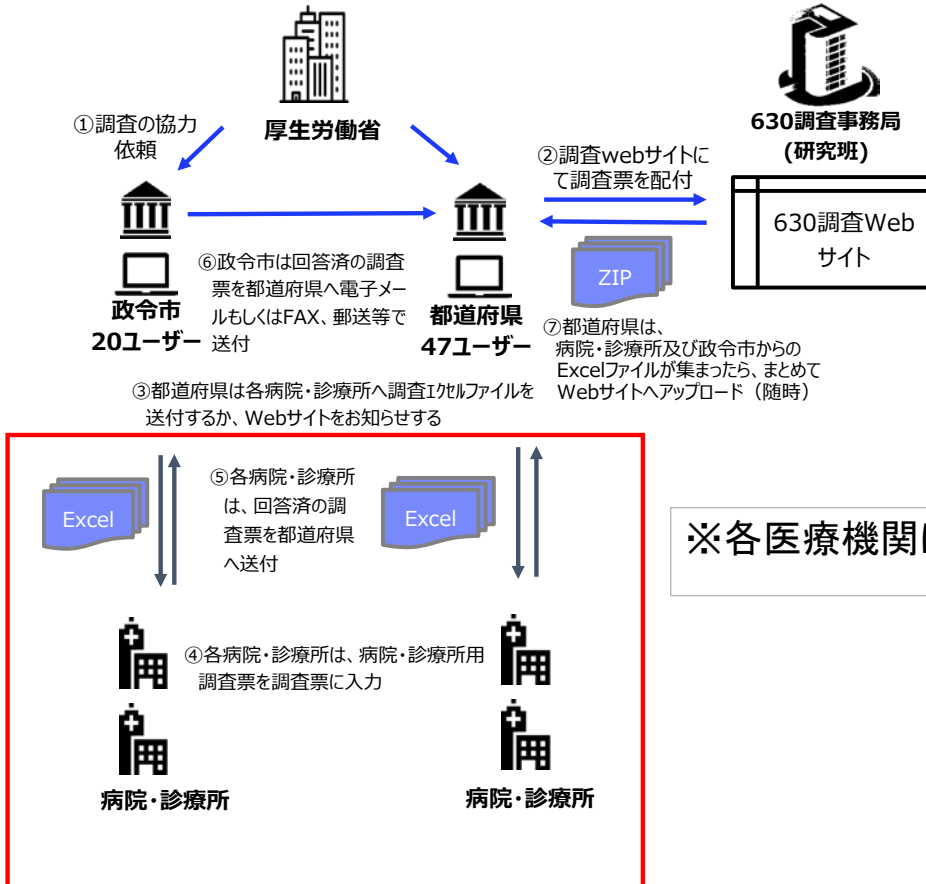 厚生労働省
630調査事務局
(研究班)
①調査の協力
依頼
②調査webサイトに
て調査票を配付
630調査Web
サイト
ZIP
政令市
20ユーザー
⑥政令市は回答済の調査
票を都道府県へ電子メー
ルもしくはFAX、郵送等で
送付
都道府県
47ユーザー
⑦都道府県は、
病院・診療所及び政令市からの
Excelファイルが集まったら、まとめて
Webサイトへアップロード（随時）
③都道府県は各病院・診療所へ調査ｴｸｾﾙファイルを
送付するか、Webサイトをお知らせする
Excel
⑤各病院・診療所
は、回答済の調
査票を都道府県
へ送付
Excel
※各医療機関
④各病院・診療所は、病院・診療所用
調査票を調査票に入力
病院・診療所
病院・診療所